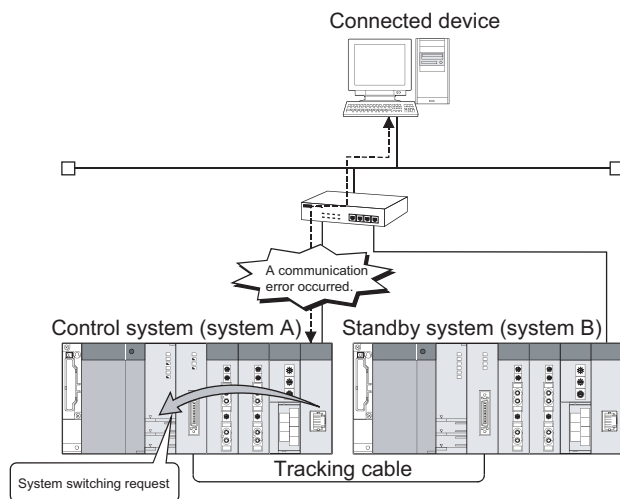 Connected device
A communication
error occurred.
Control system (system A)
Standby system (system B)
Tracking cable
System switching request